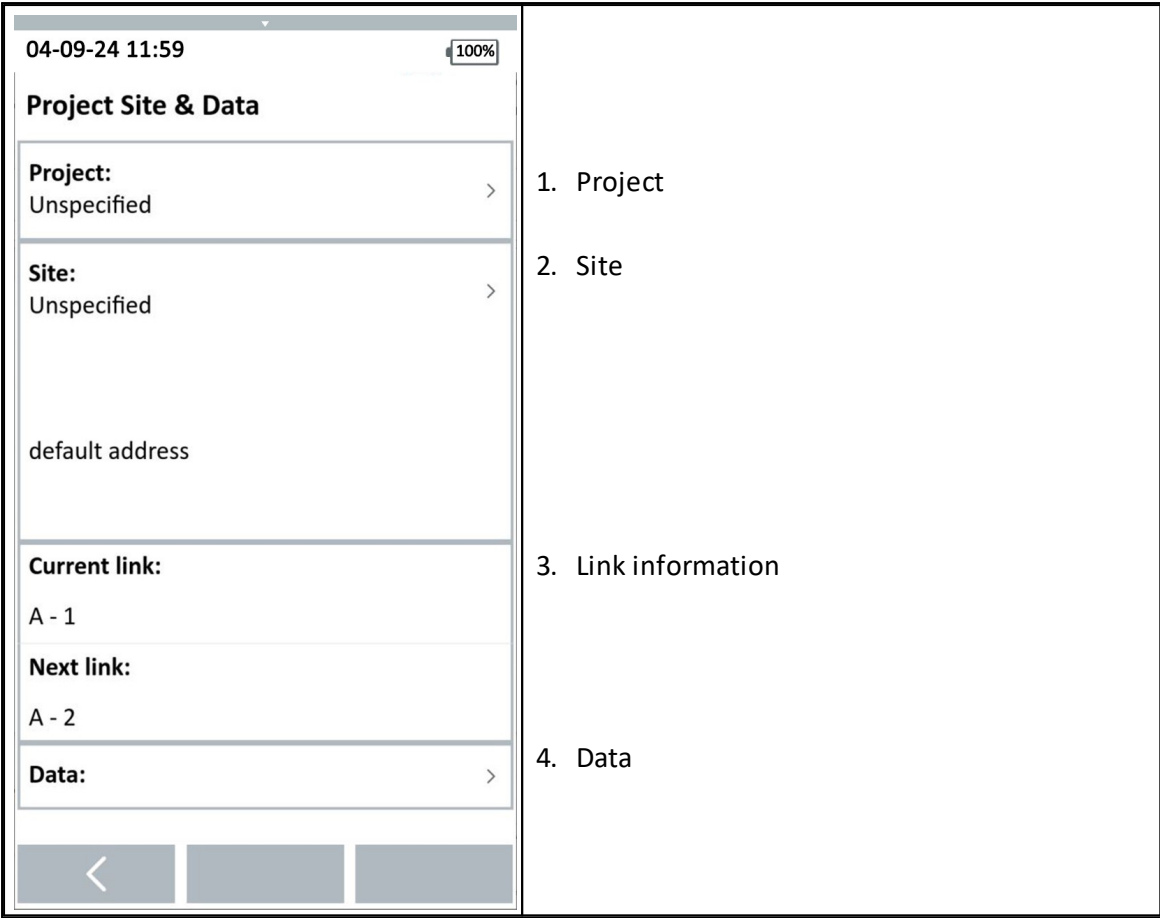 04-09-24 11:59
100%
Project Site & Data
Project:
Unspecified
Site:
Unspecified
default address
Current link:
A - 1
Next link:
A - 2
Data:
1. Project
2. Site
3. Link information
4. Data